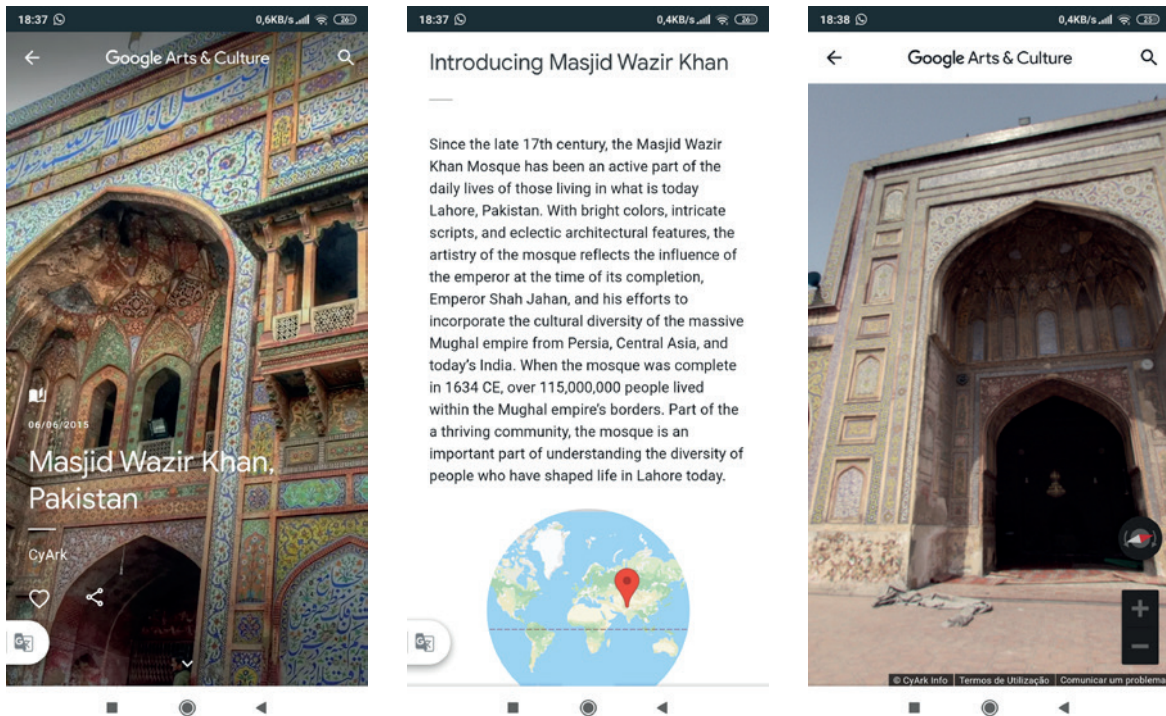 18:37
0,6KB/s
26
Google Arts & Culture
06/06/2015
Masjid Wazir Khan,
Pakistan
CyArk
18:37
0,4KB/s
26
Introducing Masjid Wazir Khan
Since the late 17th century, the Masjid Wazir
Khan Mosque has been an active part of the
daily lives of those living in what is today
Lahore, Pakistan. With bright colors, intricate
scripts, and eclectic architectural features, the
artistry of the mosque reflects the influence of
the emperor at the time of its completion,
Emperor Shah Jahan, and his efforts to
incorporate the cultural diversity of the massive
Mughal empire from Persia, Central Asia, and
today's India. When the mosque was complete
in 1634 CE, over 115,000,000 people lived
within the Mughal empire's borders. Part of the
a thriving community, the mosque is an
important part of understanding the diversity of
people who have shaped life in Lahore today.
18:38
0,4KB/s
25
Google Arts & Culture
© CyArk Info | Termos de Utilização | Comunicar um problema